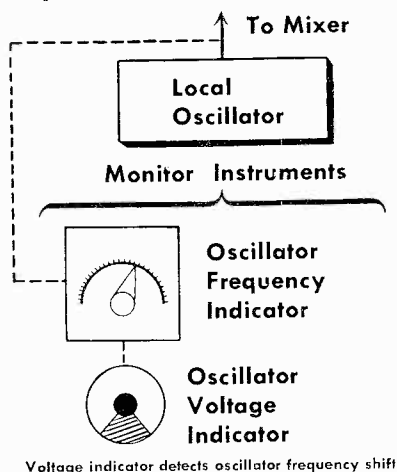 To Mixer
Local
Oscillator
Monitor Instruments
Oscillator
Frequency
Indicator
Oscillator
Voltage
Indicator
Voltage indicator detects oscillator frequency shift